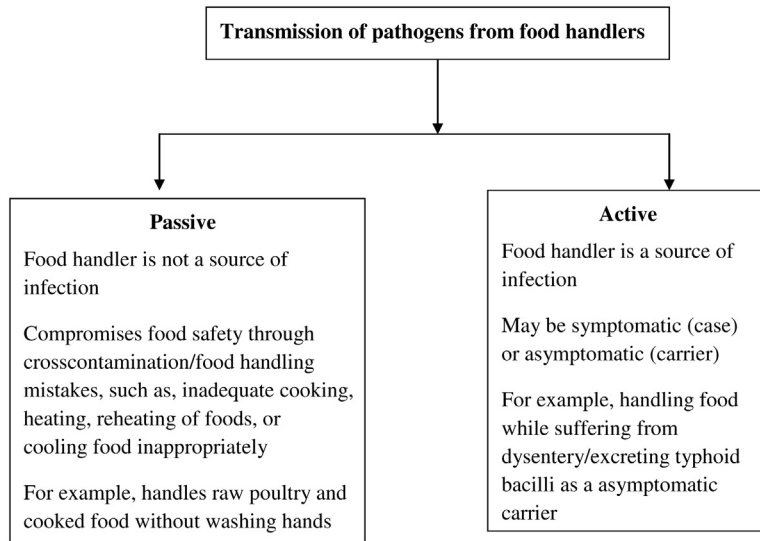 Transmission of pathogens from food handlers
Passive
Food handler is not a source of
infection
Compromises food safety through
crosscontamination/food handling
mistakes, such as, inadequate cooking,
heating, reheating of foods, or
cooling food inappropriately
For example, handles raw poultry and
cooked food without washing hands
Active
Food handler is a source of
infection
May be symptomatic (case)
or asymptomatic (carrier)
For example, handling food
while suffering from
dysentery/excreting typhoid
bacilli as a asymptomatic
carrier